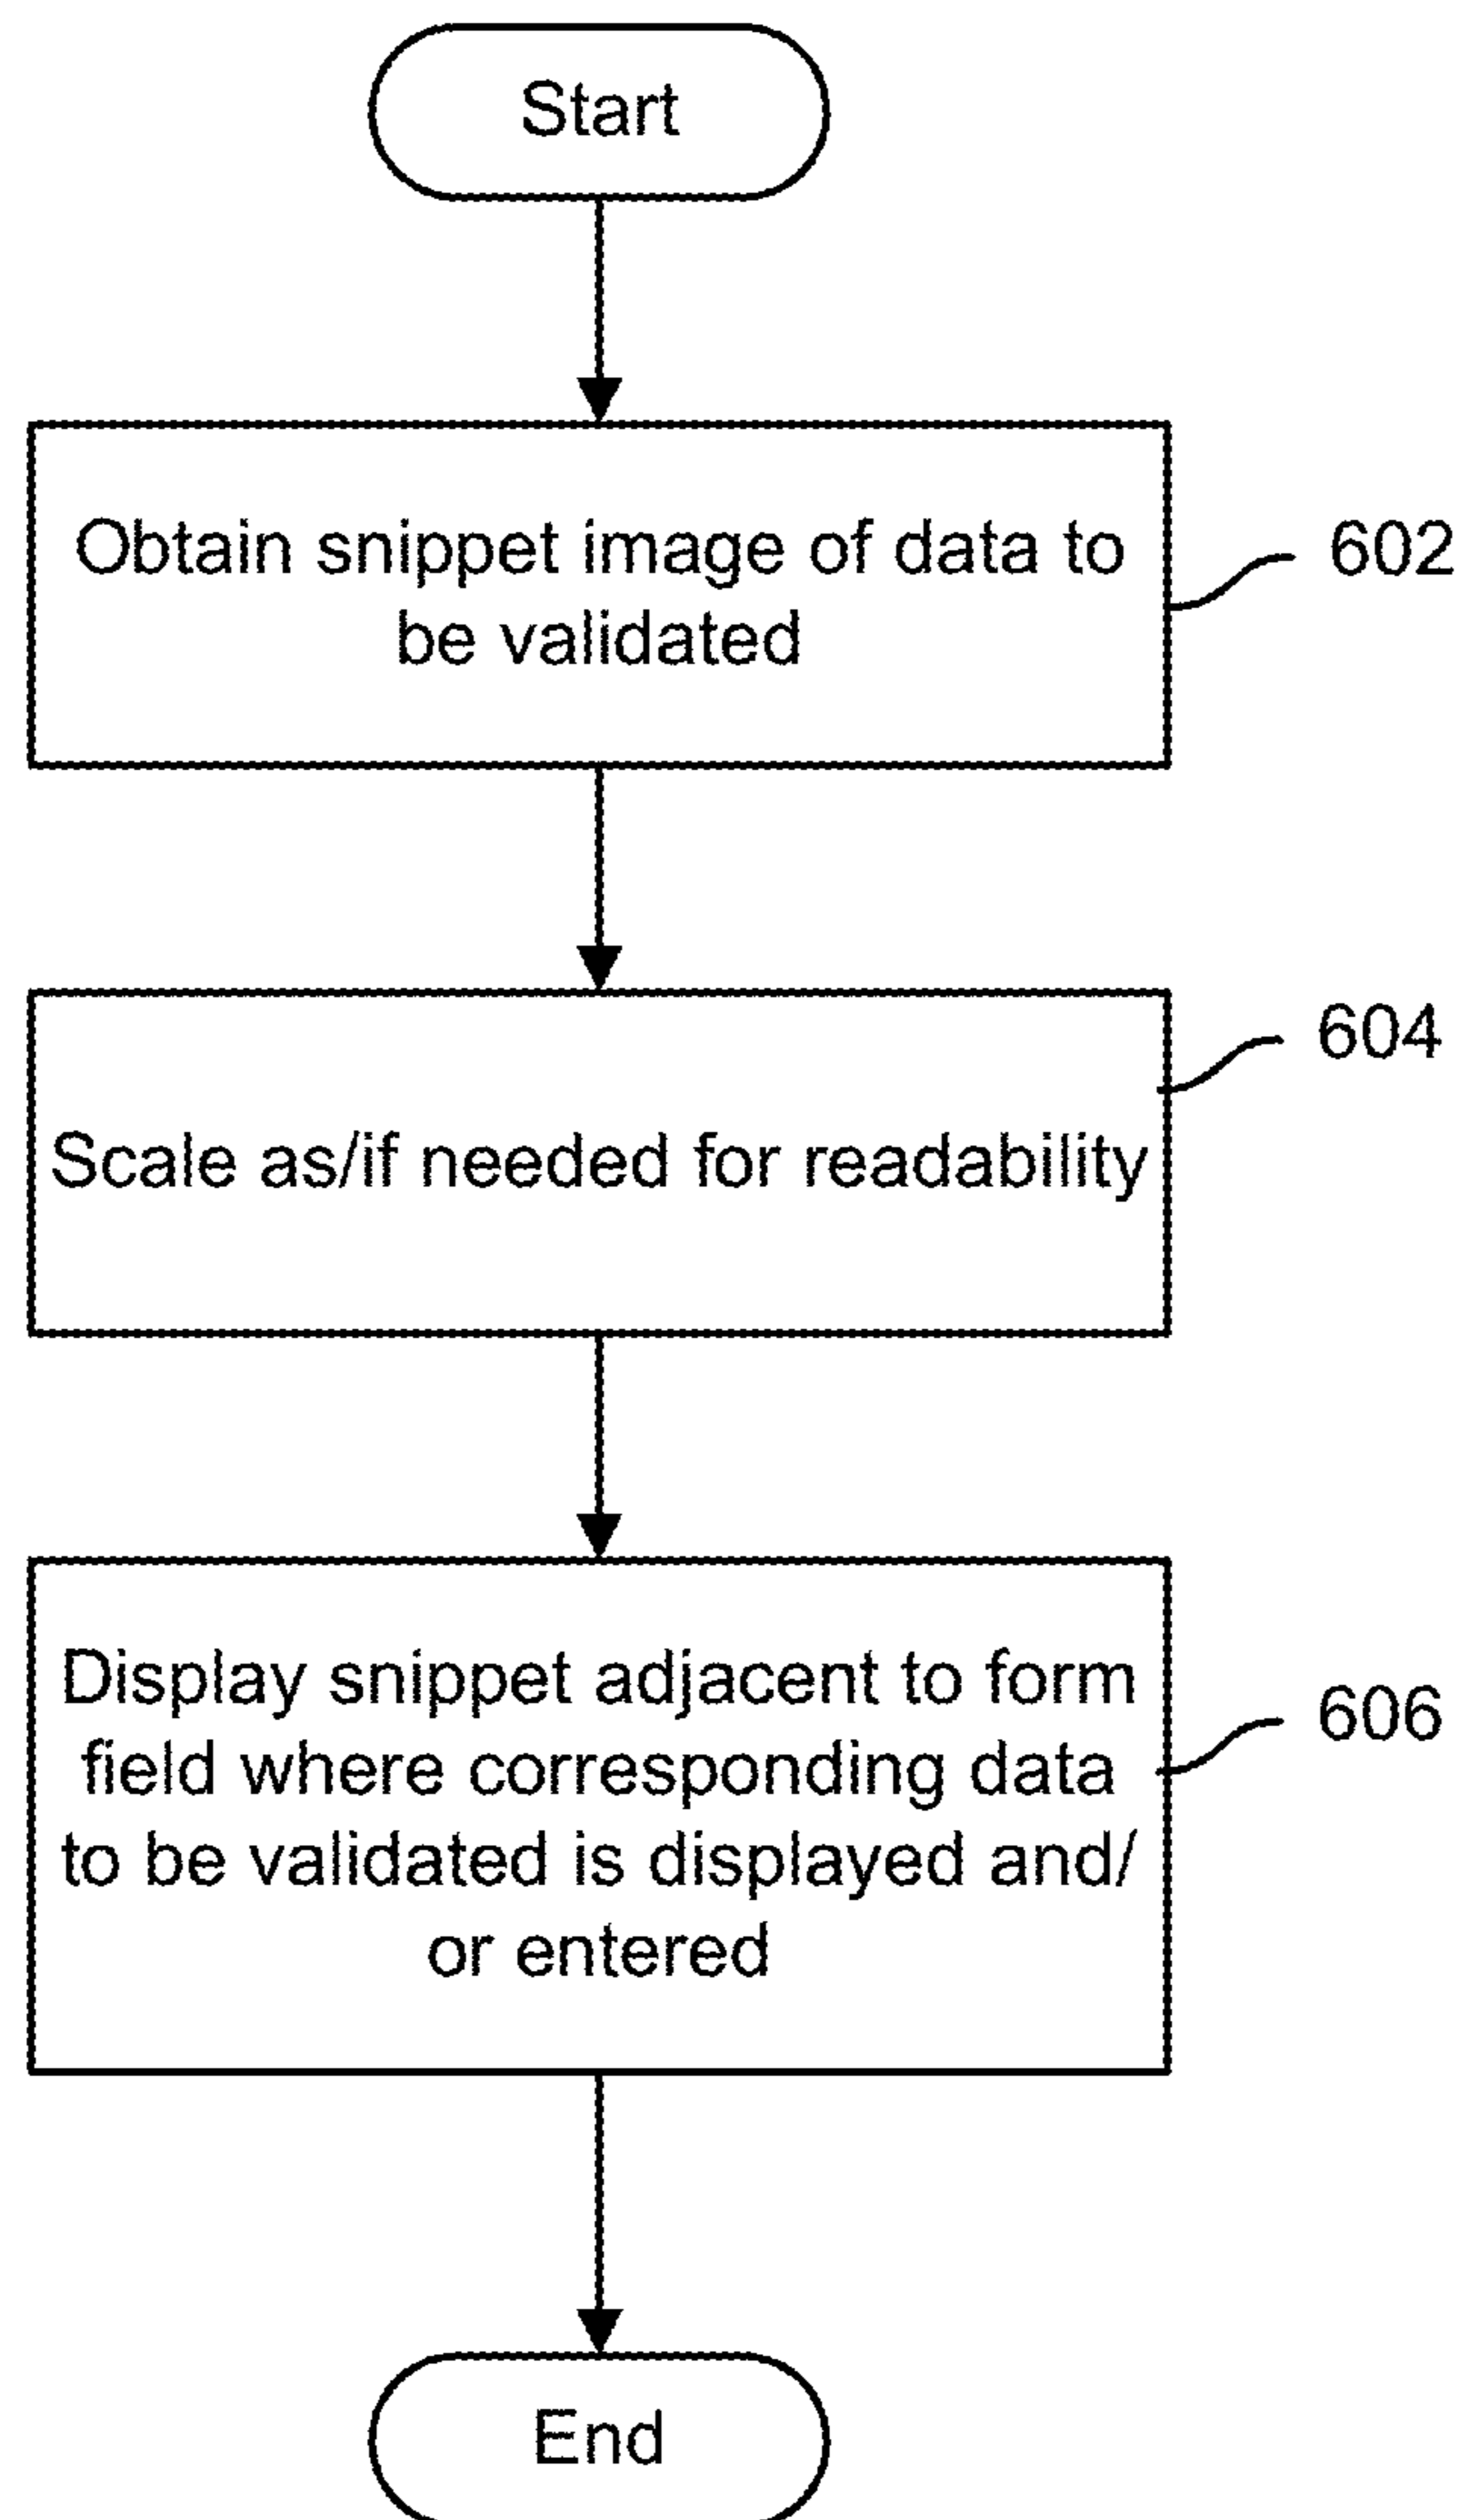 Start
Obtain snippet image of data to
be validated
602
604
Scale as/if needed for readability
Display snippet adjacent to form
field where corresponding data
to be validated is displayed and/
or entered
606
End